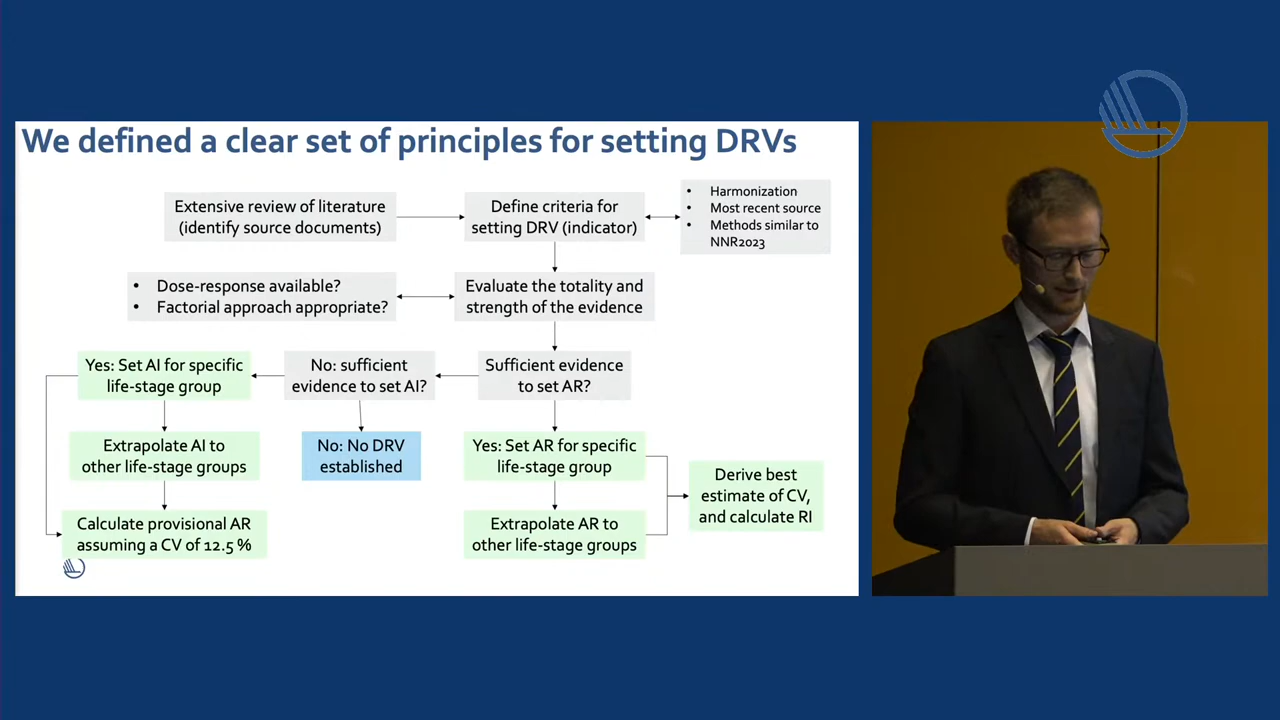 We defined a clear set of principles for setting DRVs
Extensive review of literature
(identify source documents)
Define criteria for
setting DRV (indicator)
• Harmonization
• Most recent source
• Methods similar to
NNR2023
• Dose-response available?
• Factorial approach appropriate?
Evaluate the totality and
strength of the evidence
Yes: Set AI for specific
life-stage group
No: sufficient
evidence to set AI?
Sufficient evidence
to set AR?
Extrapolate AI to
other life-stage groups
No: No DRV
established
Yes: Set AR for specific
life-stage group
Derive best
estimate of CV,
and calculate RI
Calculate provisional AR
assuming a CV of 12.5 %
Extrapolate AR to
other life-stage groups